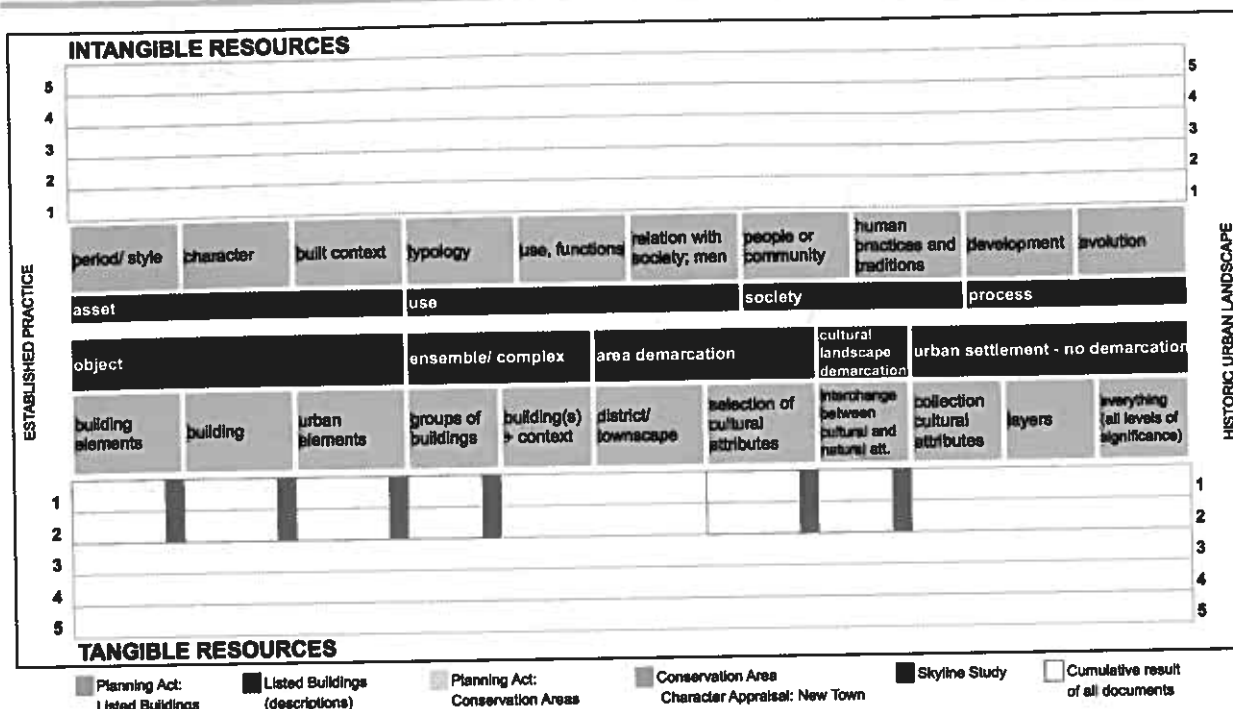 INTANGIBLE RESOURCES
5
4
3
2
1
5
4
3
2
1
ESTABLISHED PRACTICE
HISTORIC URBAN LANDSCAPE
period/ style
character
built context
typology
use, functions
relation with
society; men
people or
community
human
practices and
traditions
development
evolution
asset
use
society
process
object
ensemble/ complex
area demarcation
cultural
landscape
demarcation
urban settlement - no demarcation
building
elements
building
urban
elements
groups of
buildings
building(s)
+ context
district/
townscape
selection of
cultural
attributes
interchange
between
cultural and
natural att.
collection
cultural
attributes
layers
everything
(all levels of
significance)
1
2
3
4
5
1
2
3
4
5
TANGIBLE RESOURCES
Planning Act:
Listed Buildings
Listed Buildings
(descriptions)
Planning Act:
Conservation Areas
Conservation Area
Character Appraisal: New Town
Skyline Study
Cumulative result
of all documents